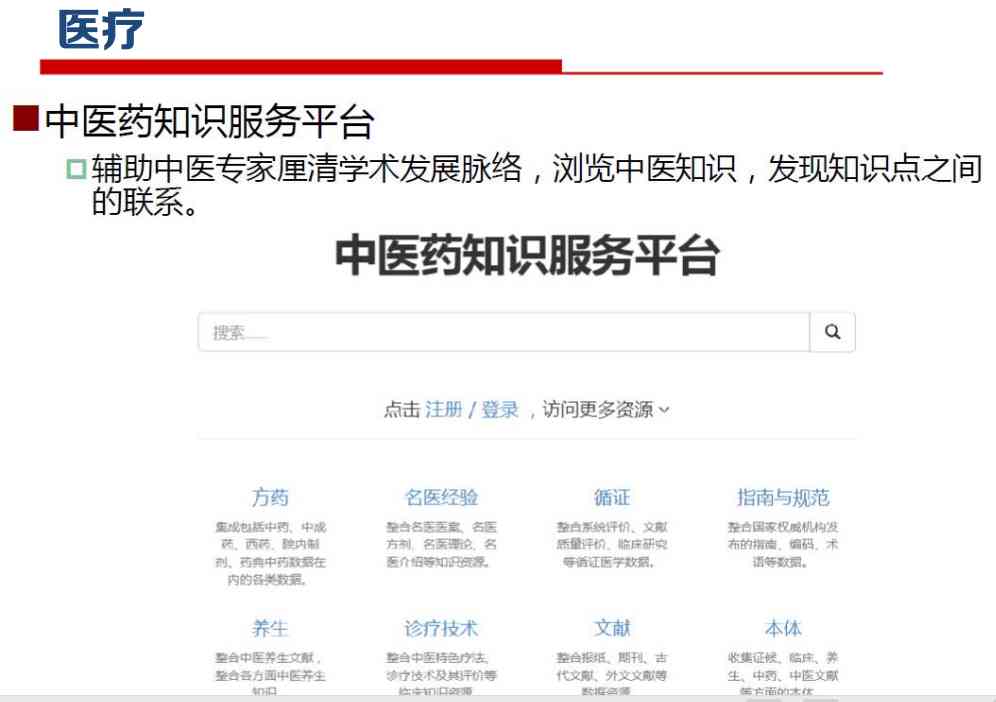 医疗
中医药知识服务平台
辅助中医专家厘清学术发展脉络，浏览中医知识，发现知识点之间
的联系。
中医药知识服务平台
搜索......
点击 注册 / 登录 ，访问更多资源
方药 名医经验 循证 指南与规范
集成包括中药、中成 整合名医医案、名医 整合系统评价、文献 整合国家权威机构发
药、西药、院内制 方剂、名医理论、名 质量评价、临床研究 布的指南、编码、术
剂、药典中药数据在 医介绍等知识资源。 等循证医学数据。 语等数据。
内的各类数据。
养生 诊疗技术 文献 本体
整合中医养生文献， 整合中医特色疗法、 整合报纸、期刊、古 收集证候、临床、养
整合各方面中医养生 诊疗技术及其评价等 代文献、外文文献等 生、中药、中医文献
知识 临床知识资源 数据资源 等方面的本体